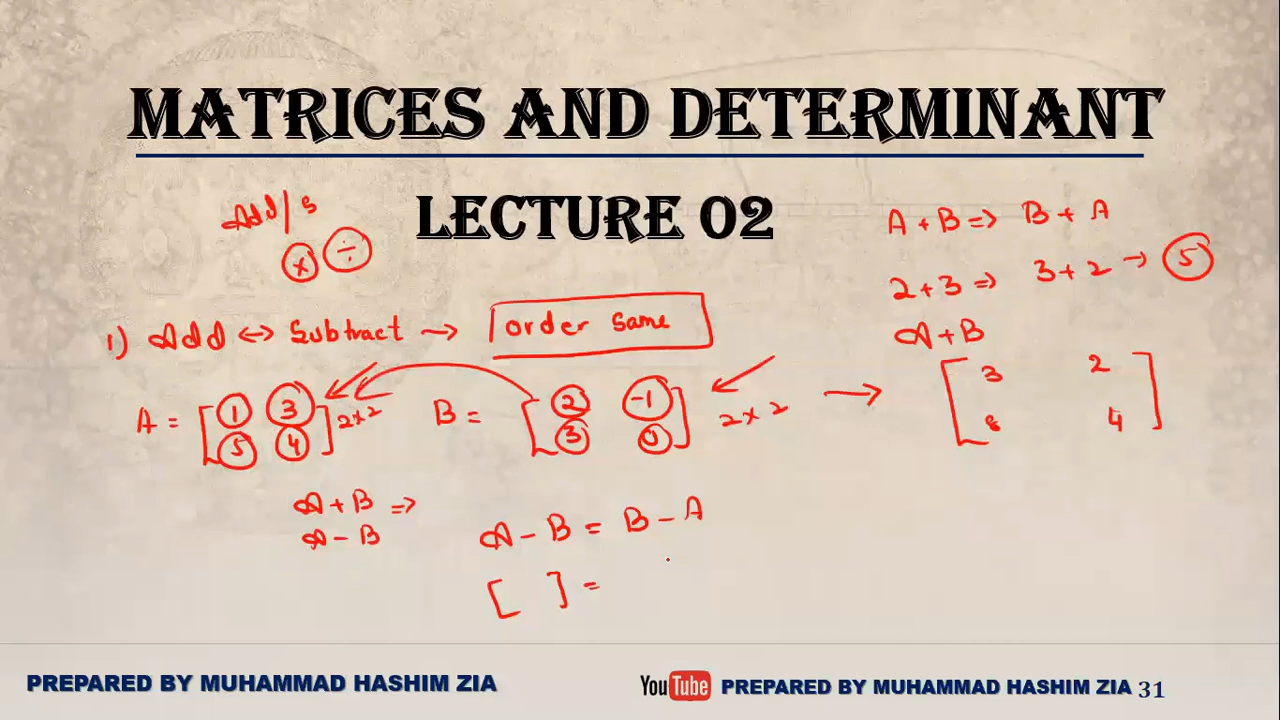 MATRICES AND DETERMINANT
LECTURE 02
Add/S
× ÷
A + B => B + A
2 + 3 => 3 + 2 → 5
1) Add <-> Subtract → order same
A + B
A = [ 1 3
5 4 ] 2×2
B = [ 2 -1
3 0 ] 2×2
→ [ 3 2
8 4 ]
A + B =>
A - B
A - B = B - A
[ ] =
PREPARED BY MUHAMMAD HASHIM ZIA
YouTube PREPARED BY MUHAMMAD HASHIM ZIA 31